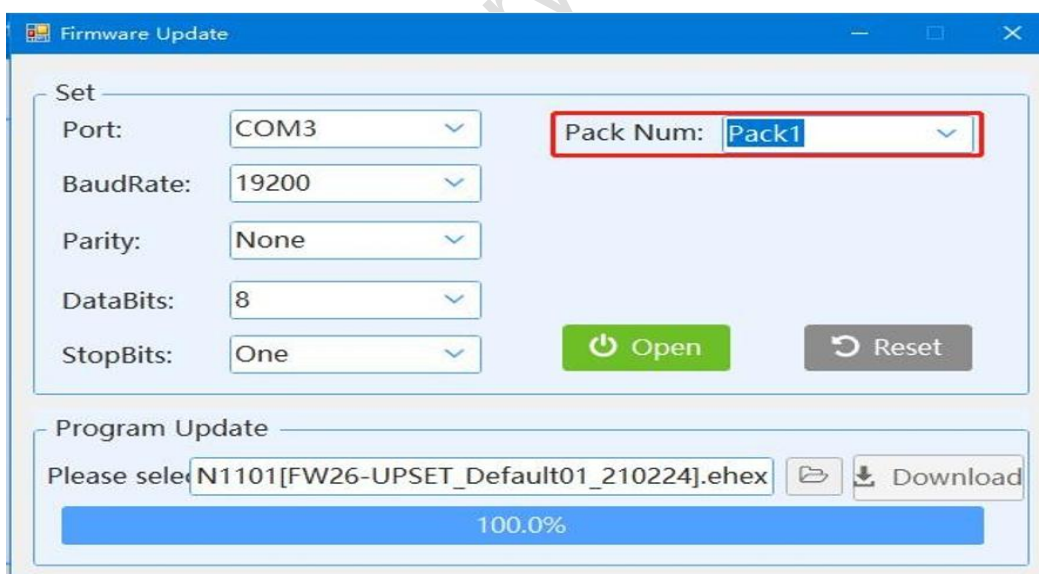 Firmware Update
Set
Port: COM3 Pack Num: Pack1
BaudRate: 19200
Parity: None
DataBits: 8
StopBits: One Open Reset
Program Update
Please selec N1101[FW26-UPSET_Default01_210224].ehex Download
100.0%